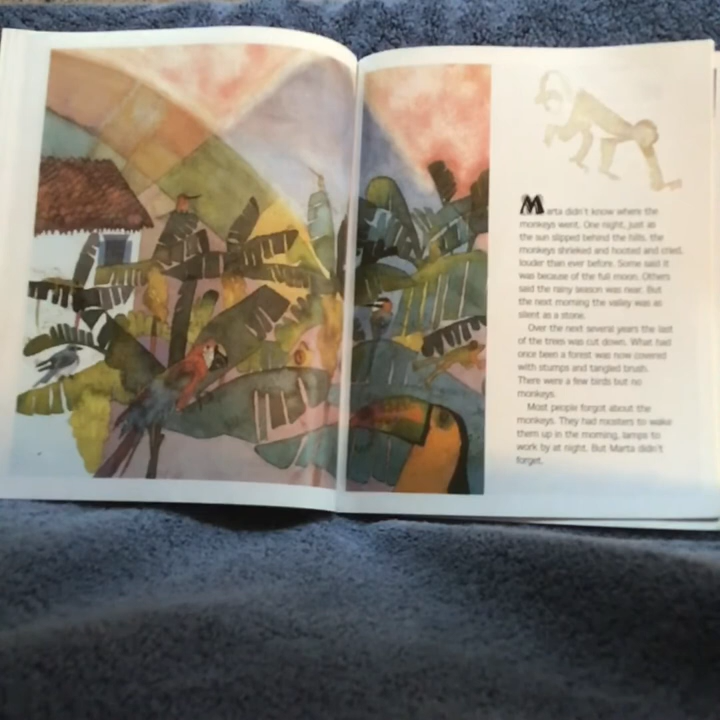 Marta didn't know where the
monkeys went. One night, just as
the sun slipped behind the hills, the
monkeys shrieked and hooted and cried,
louder than ever before. Some said it
was because of the full moon. Others
said the rainy season was near. But
the next morning the valley was as
silent as a stone.
Over the next several years the last
of the trees was cut down. What had
once been a forest was now covered
with stumps and tangled brush.
There were a few birds but no
monkeys.
Most people forgot about the
monkeys. They had roosters to wake
them up in the morning, lamps to
work by at night. But Marta didn't
forget.